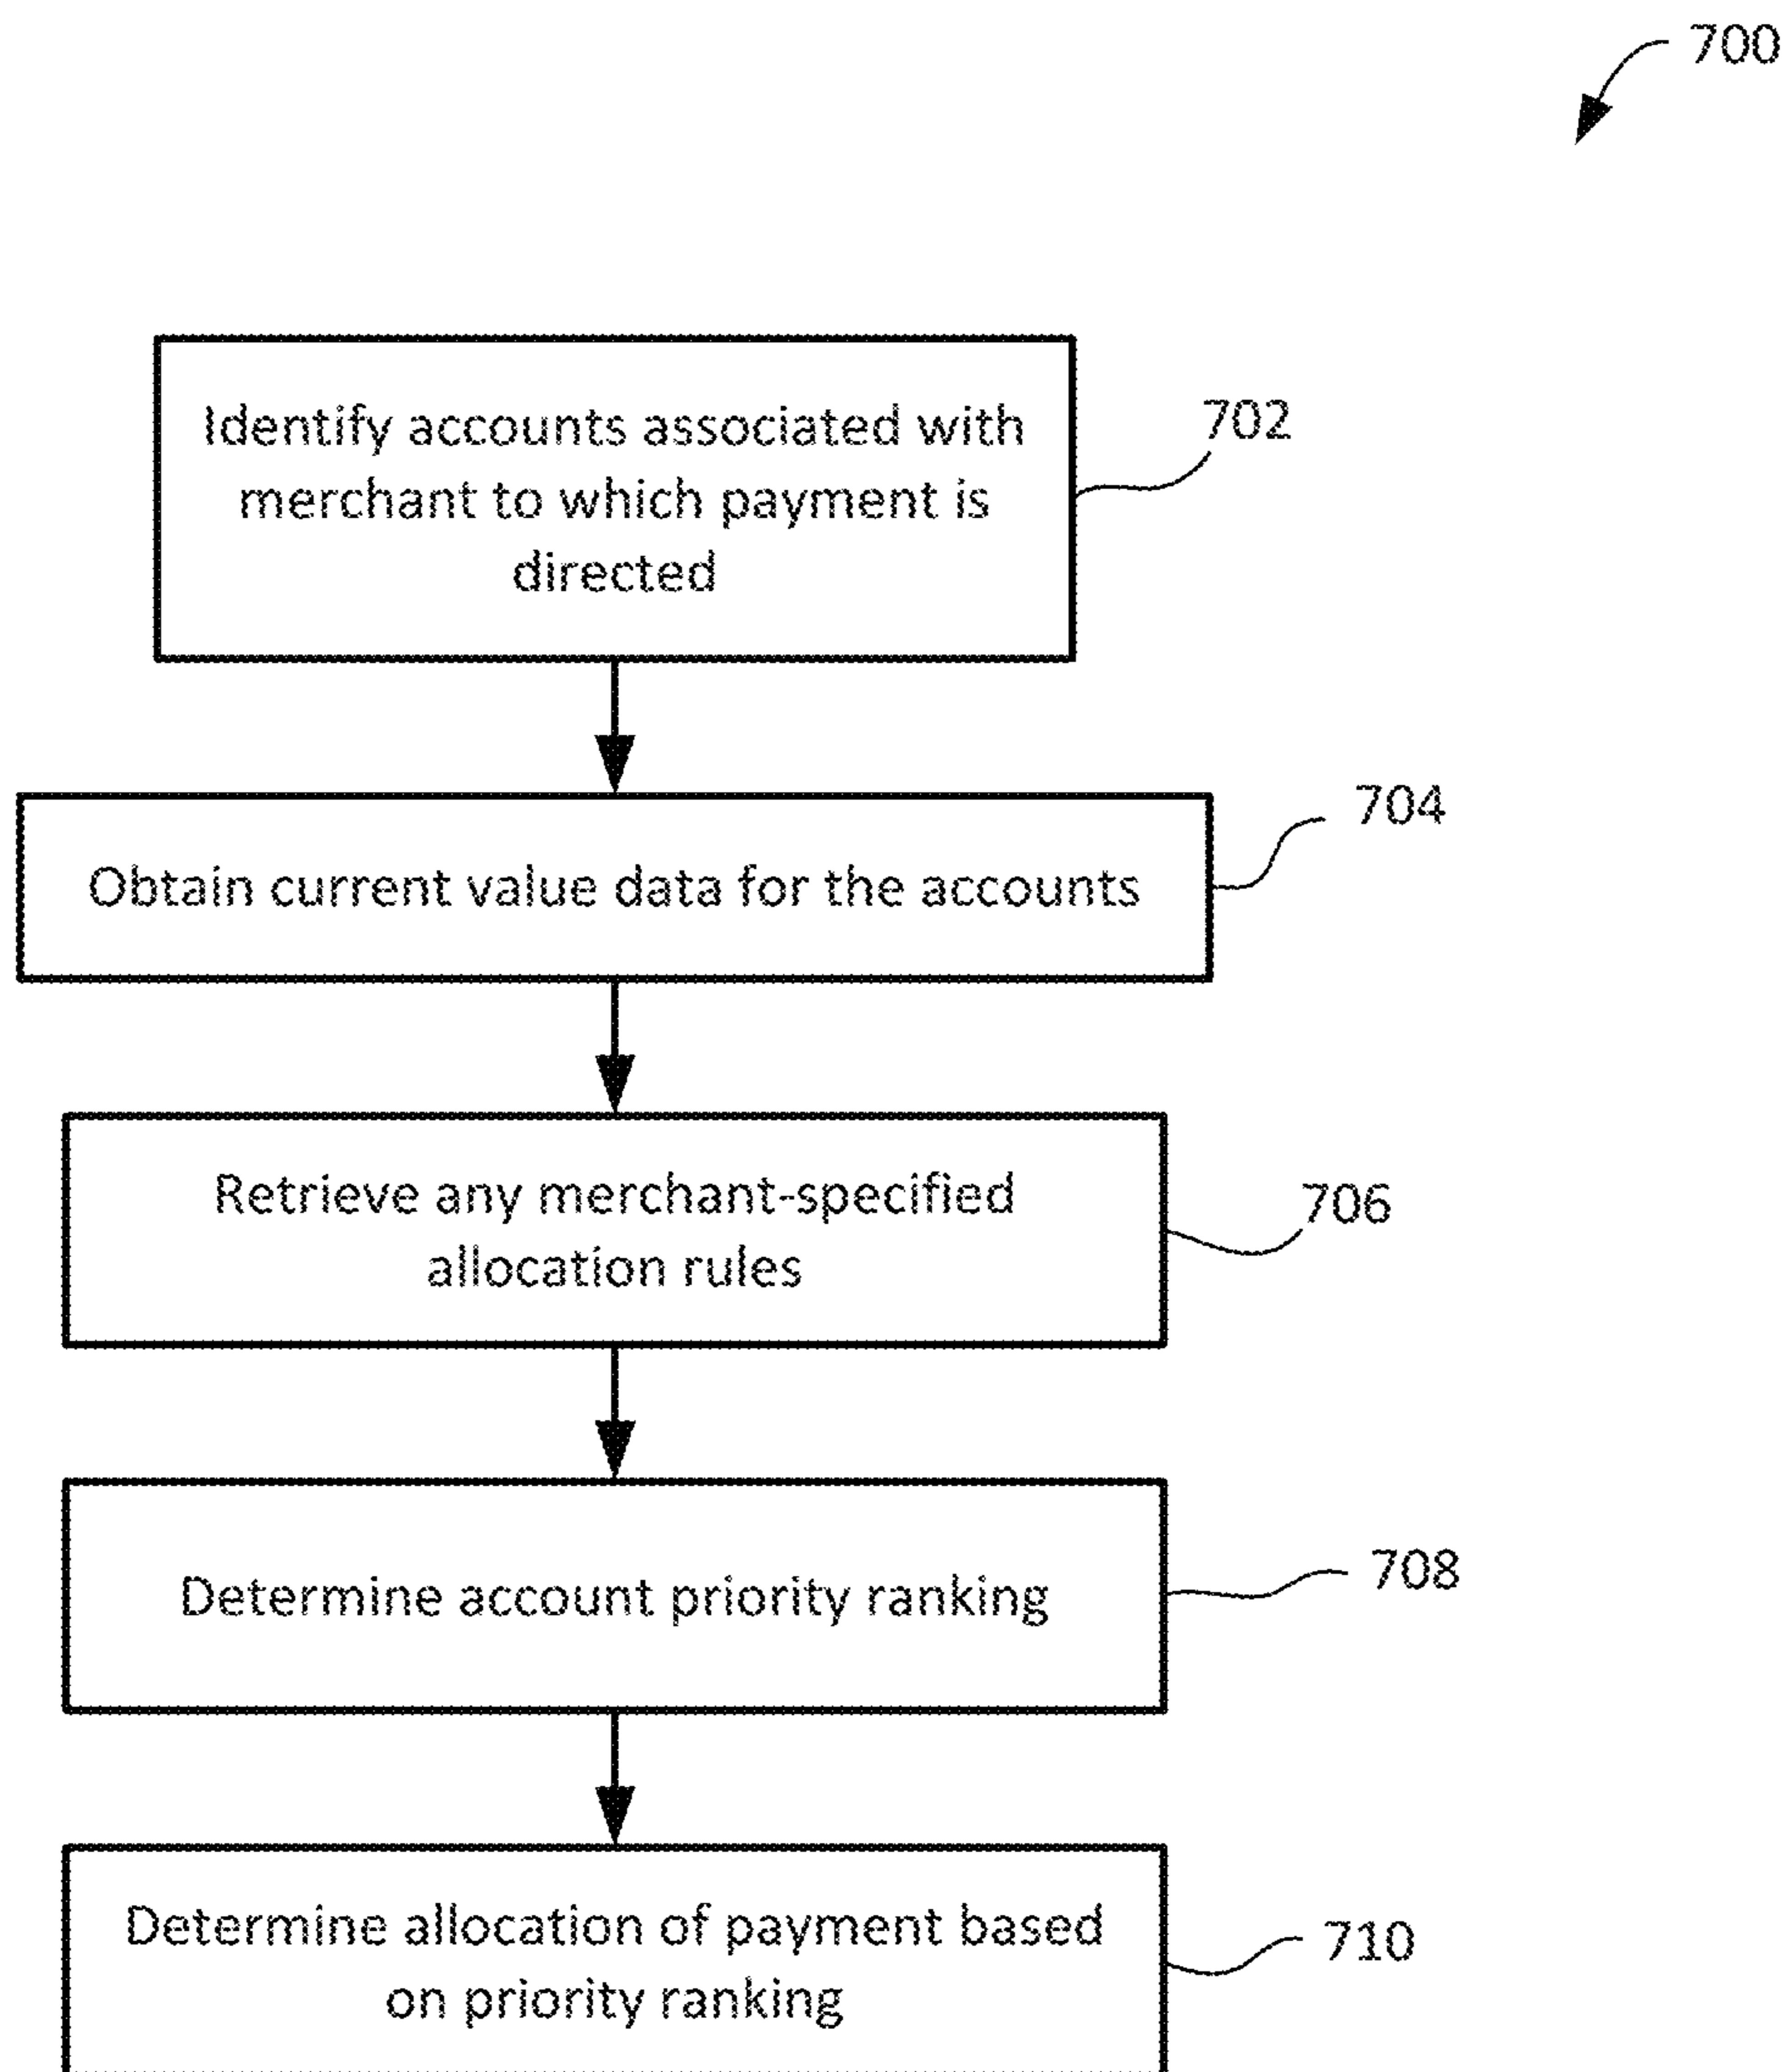 700
Identify accounts associated with
merchant to which payment is
directed
702
Obtain current value data for the accounts
704
Retrieve any merchant-specified
allocation rules
706
Determine account priority ranking
708
Determine allocation of payment based
on priority ranking
710